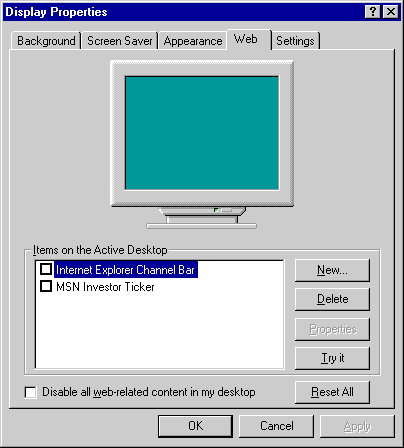 Display Properties
Background Screen Saver Appearance Web Settings
Items on the Active Desktop
Internet Explorer Channel Bar
MSN Investor Ticker
New...
Delete
Properties
Try it
Disable all web-related content in my desktop
Reset All
OK Cancel Apply